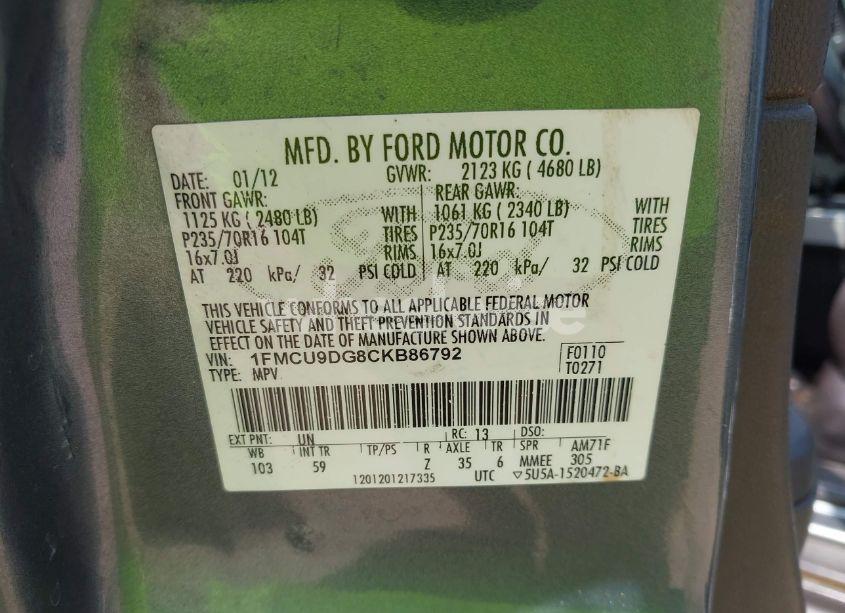 MFD. BY FORD MOTOR CO.
DATE: 01/12 GVWR: 2123 KG ( 4680 LB)
FRONT GAWR: REAR GAWR:
1125 KG ( 2480 LB) WITH 1061 KG ( 2340 LB) WITH
P235/70R16 104T TIRES P235/70R16 104T TIRES
16x7.0J RIMS 16x7.0J RIMS
AT 220 kPa/ 32 PSI COLD AT 220 kPa/ 32 PSI COLD
THIS VEHICLE CONFORMS TO ALL APPLICABLE FEDERAL MOTOR
VEHICLE SAFETY AND THEFT PREVENTION STANDARDS IN
EFFECT ON THE DATE OF MANUFACTURE SHOWN ABOVE.
VIN: 1FMCU9DG8CKB86792 F0110
TYPE: MPV T0271
EXT PNT: UN RC: 13 DSO:
WB INT TR TP/PS R AXLE TR SPR AM71F
103 59 Z 35 6 MMEE 305
1201201217335 UTC ▽5U5A-1520472-BA